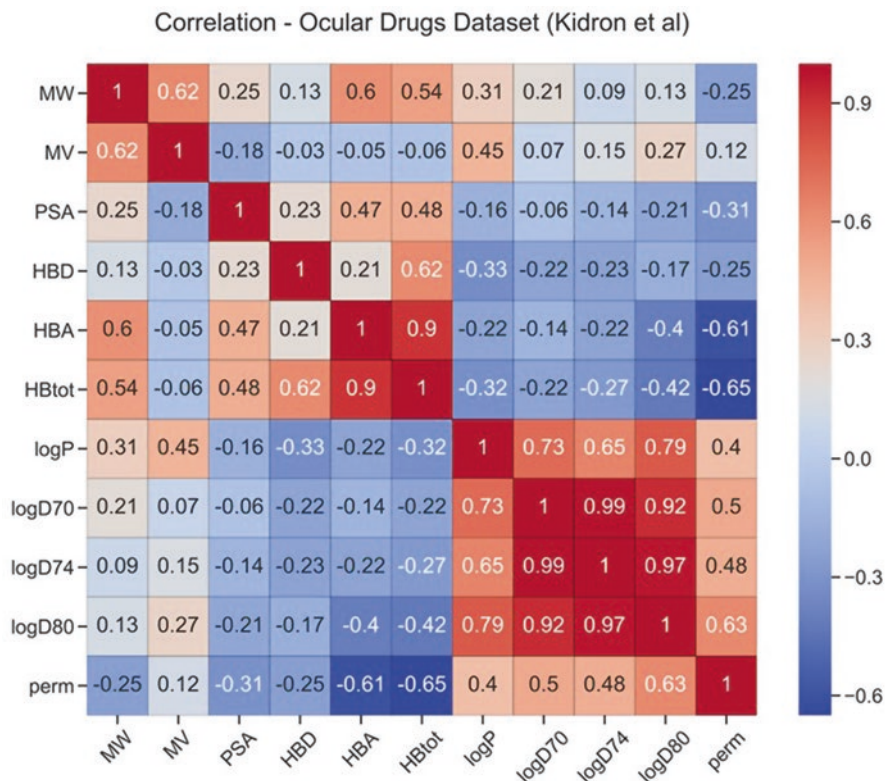 Correlation - Ocular Drugs Dataset (Kidron et al)
MW 1 0.62 0.25 0.13 0.6 0.54 0.31 0.21 0.09 0.13 -0.25
MV 0.62 1 -0.18 -0.03 -0.05 -0.06 0.45 0.07 0.15 0.27 0.12
PSA 0.25 -0.18 1 0.23 0.47 0.48 -0.16 -0.06 -0.14 -0.21 -0.31
HBD 0.13 -0.03 0.23 1 0.21 0.62 -0.33 -0.22 -0.23 -0.17 -0.25
HBA 0.6 -0.05 0.47 0.21 1 0.9 -0.22 -0.14 -0.22 -0.4 -0.61
HBtot 0.54 -0.06 0.48 0.62 0.9 1 -0.32 -0.22 -0.27 -0.42 -0.65
logP 0.31 0.45 -0.16 -0.33 -0.22 -0.32 1 0.73 0.65 0.79 0.4
logD70 0.21 0.07 -0.06 -0.22 -0.14 -0.22 0.73 1 0.99 0.92 0.5
logD74 0.09 0.15 -0.14 -0.23 -0.22 -0.27 0.65 0.99 1 0.97 0.48
logD80 0.13 0.27 -0.21 -0.17 -0.4 -0.42 0.79 0.92 0.97 1 0.63
perm -0.25 0.12 -0.31 -0.25 -0.61 -0.65 0.4 0.5 0.48 0.63 1
MW MV PSA HBD HBA HBtot logP logD70 logD74 logD80 perm
0.9
0.6
0.3
0.0
-0.3
-0.6